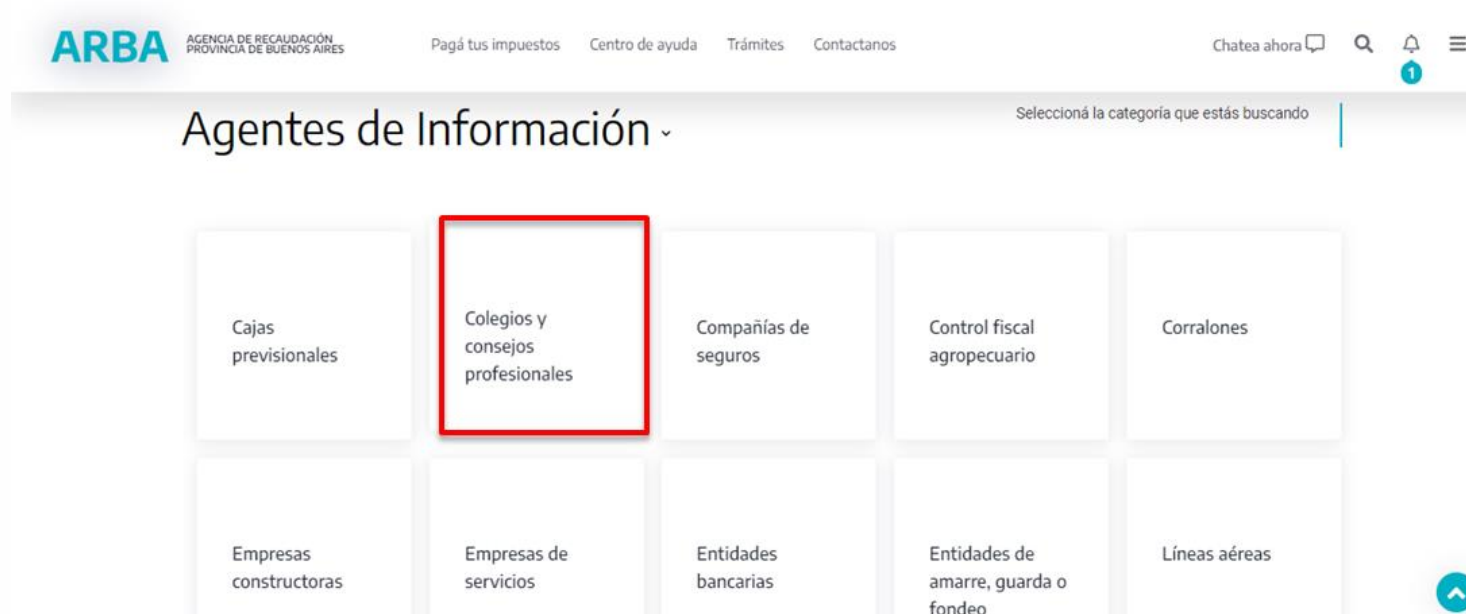 ARBA AGENCIA DE RECAUDACIÓN
PROVINCIA DE BUENOS AIRES
Pagá tus impuestos Centro de ayuda Trámites Contactanos Chatea ahora
1
Agentes de Información
Seleccioná la categoría que estás buscando
Cajas
previsionales
Colegios y
consejos
profesionales
Compañías de
seguros
Control fiscal
agropecuario
Corralones
Empresas
constructoras
Empresas de
servicios
Entidades
bancarias
Entidades de
amarre, guarda o
fondeo
Líneas aéreas